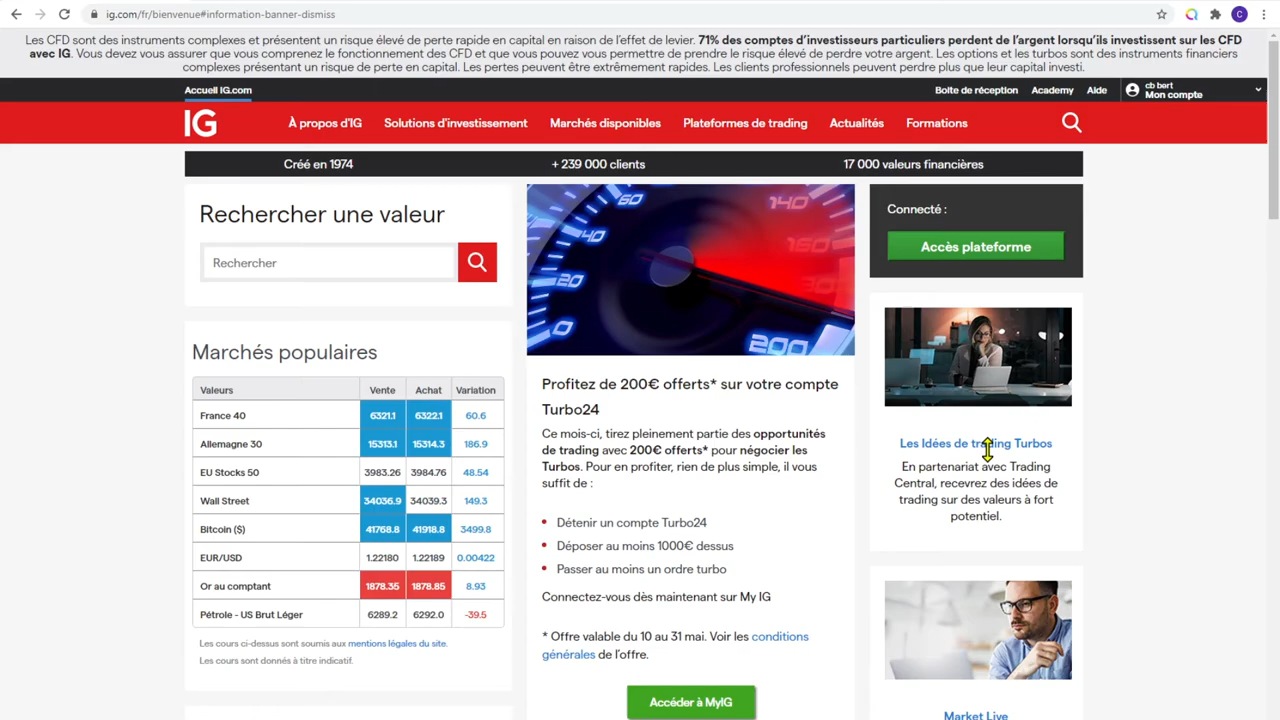 ig.com/fr/bienvenue#information-banner-dismiss
C
Les CFD sont des instruments complexes et présentent un risque élevé de perte rapide en capital en raison de l'effet de levier. 71% des comptes d'investisseurs particuliers perdent de l'argent lorsqu'ils investissent sur les CFD
avec IG. Vous devez vous assurer que vous comprenez le fonctionnement des CFD et que vous pouvez vous permettre de prendre le risque élevé de perdre votre argent. Les options et les turbos sont des instruments financiers
complexes présentant un risque de perte en capital. Les pertes peuvent être extrêmement rapides. Les clients professionnels peuvent perdre plus que leur capital investi.
Accueil IG.com
Boite de réception Academy Aide
cb bert
Mon compte
IG À propos d'IG Solutions d'investissement Marchés disponibles Plateformes de trading Actualités Formations
Créé en 1974 + 239 000 clients 17 000 valeurs financières
Rechercher une valeur
Rechercher
Marchés populaires
Valeurs Vente Achat Variation
France 40 6321.1 6322.1 60.6
Allemagne 30 15313.1 15314.3 186.9
EU Stocks 50 3983.26 3984.76 48.54
Wall Street 34036.9 34039.3 149.3
Bitcoin ($) 41768.8 41918.8 3499.8
EUR/USD 1.22180 1.22189 0.00422
Or au comptant 1878.35 1878.85 8.93
Pétrole - US Brut Léger 6289.2 6292.0 -39.5
Les cours ci-dessus sont soumis aux mentions légales du site.
Les cours sont donnés à titre indicatif.
0 20 40 60 140 160 200
Profitez de 200€ offerts* sur votre compte
Turbo24
Ce mois-ci, tirez pleinement partie des opportunités
de trading avec 200€ offerts* pour négocier les
Turbos. Pour en profiter, rien de plus simple, il vous
suffit de :
Détenir un compte Turbo24
Déposer au moins 1000€ dessus
Passer au moins un ordre turbo
Connectez-vous dès maintenant sur My IG
* Offre valable du 10 au 31 mai. Voir les conditions
générales de l'offre.
Accéder à MyIG
Connecté :
Accès plateforme
Les Idées de trading Turbos
En partenariat avec Trading
Central, recevrez des idées de
trading sur des valeurs à fort
potentiel.
Market Live